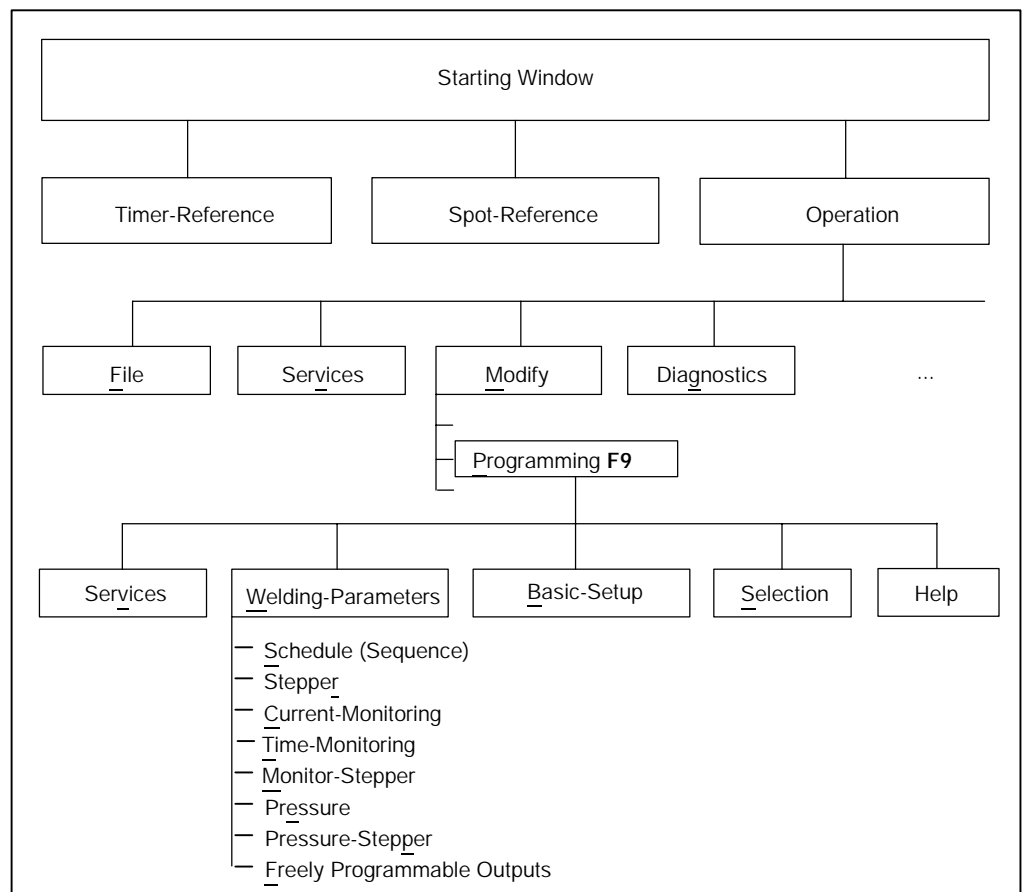 Starting Window
Timer-Reference
Spot-Reference
Operation
File
Services
Modify
Diagnostics
...
Programming F9
Services
Welding-Parameters
Basic-Setup
Selection
Help
Schedule (Sequence)
Stepper
Current-Monitoring
Time-Monitoring
Monitor-Stepper
Pressure
Pressure-Stepper
Freely Programmable Outputs